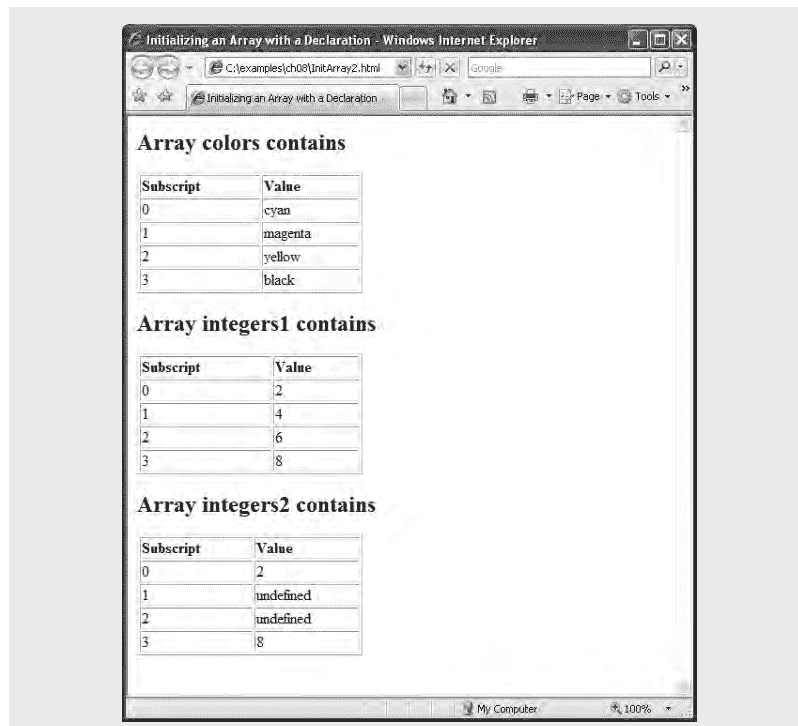 Initializing an Array with a Declaration - Windows Internet Explorer
C:\examples\ch08\InitArray2.html Google
Initializing an Array with a Declaration Page Tools »
Array colors contains
Subscript Value
0 cyan
1 magenta
2 yellow
3 black
Array integers1 contains
Subscript Value
0 2
1 4
2 6
3 8
Array integers2 contains
Subscript Value
0 2
1 undefined
2 undefined
3 8
My Computer 100%